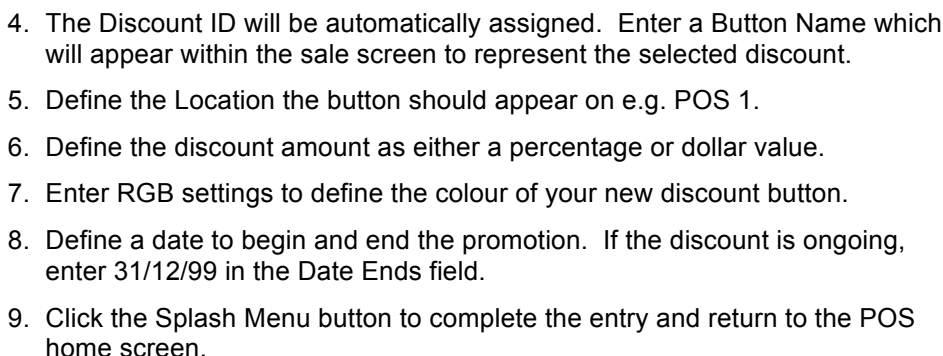 4. The Discount ID will be automatically assigned.  Enter a Button Name which
will appear within the sale screen to represent the selected discount.
5. Define the Location the button should appear on e.g. POS 1.
6. Define the discount amount as either a percentage or dollar value.
7. Enter RGB settings to define the colour of your new discount button.
8. Define a date to begin and end the promotion.  If the discount is ongoing,
enter 31/12/99 in the Date Ends field.
9. Click the Splash Menu button to complete the entry and return to the POS
home screen.